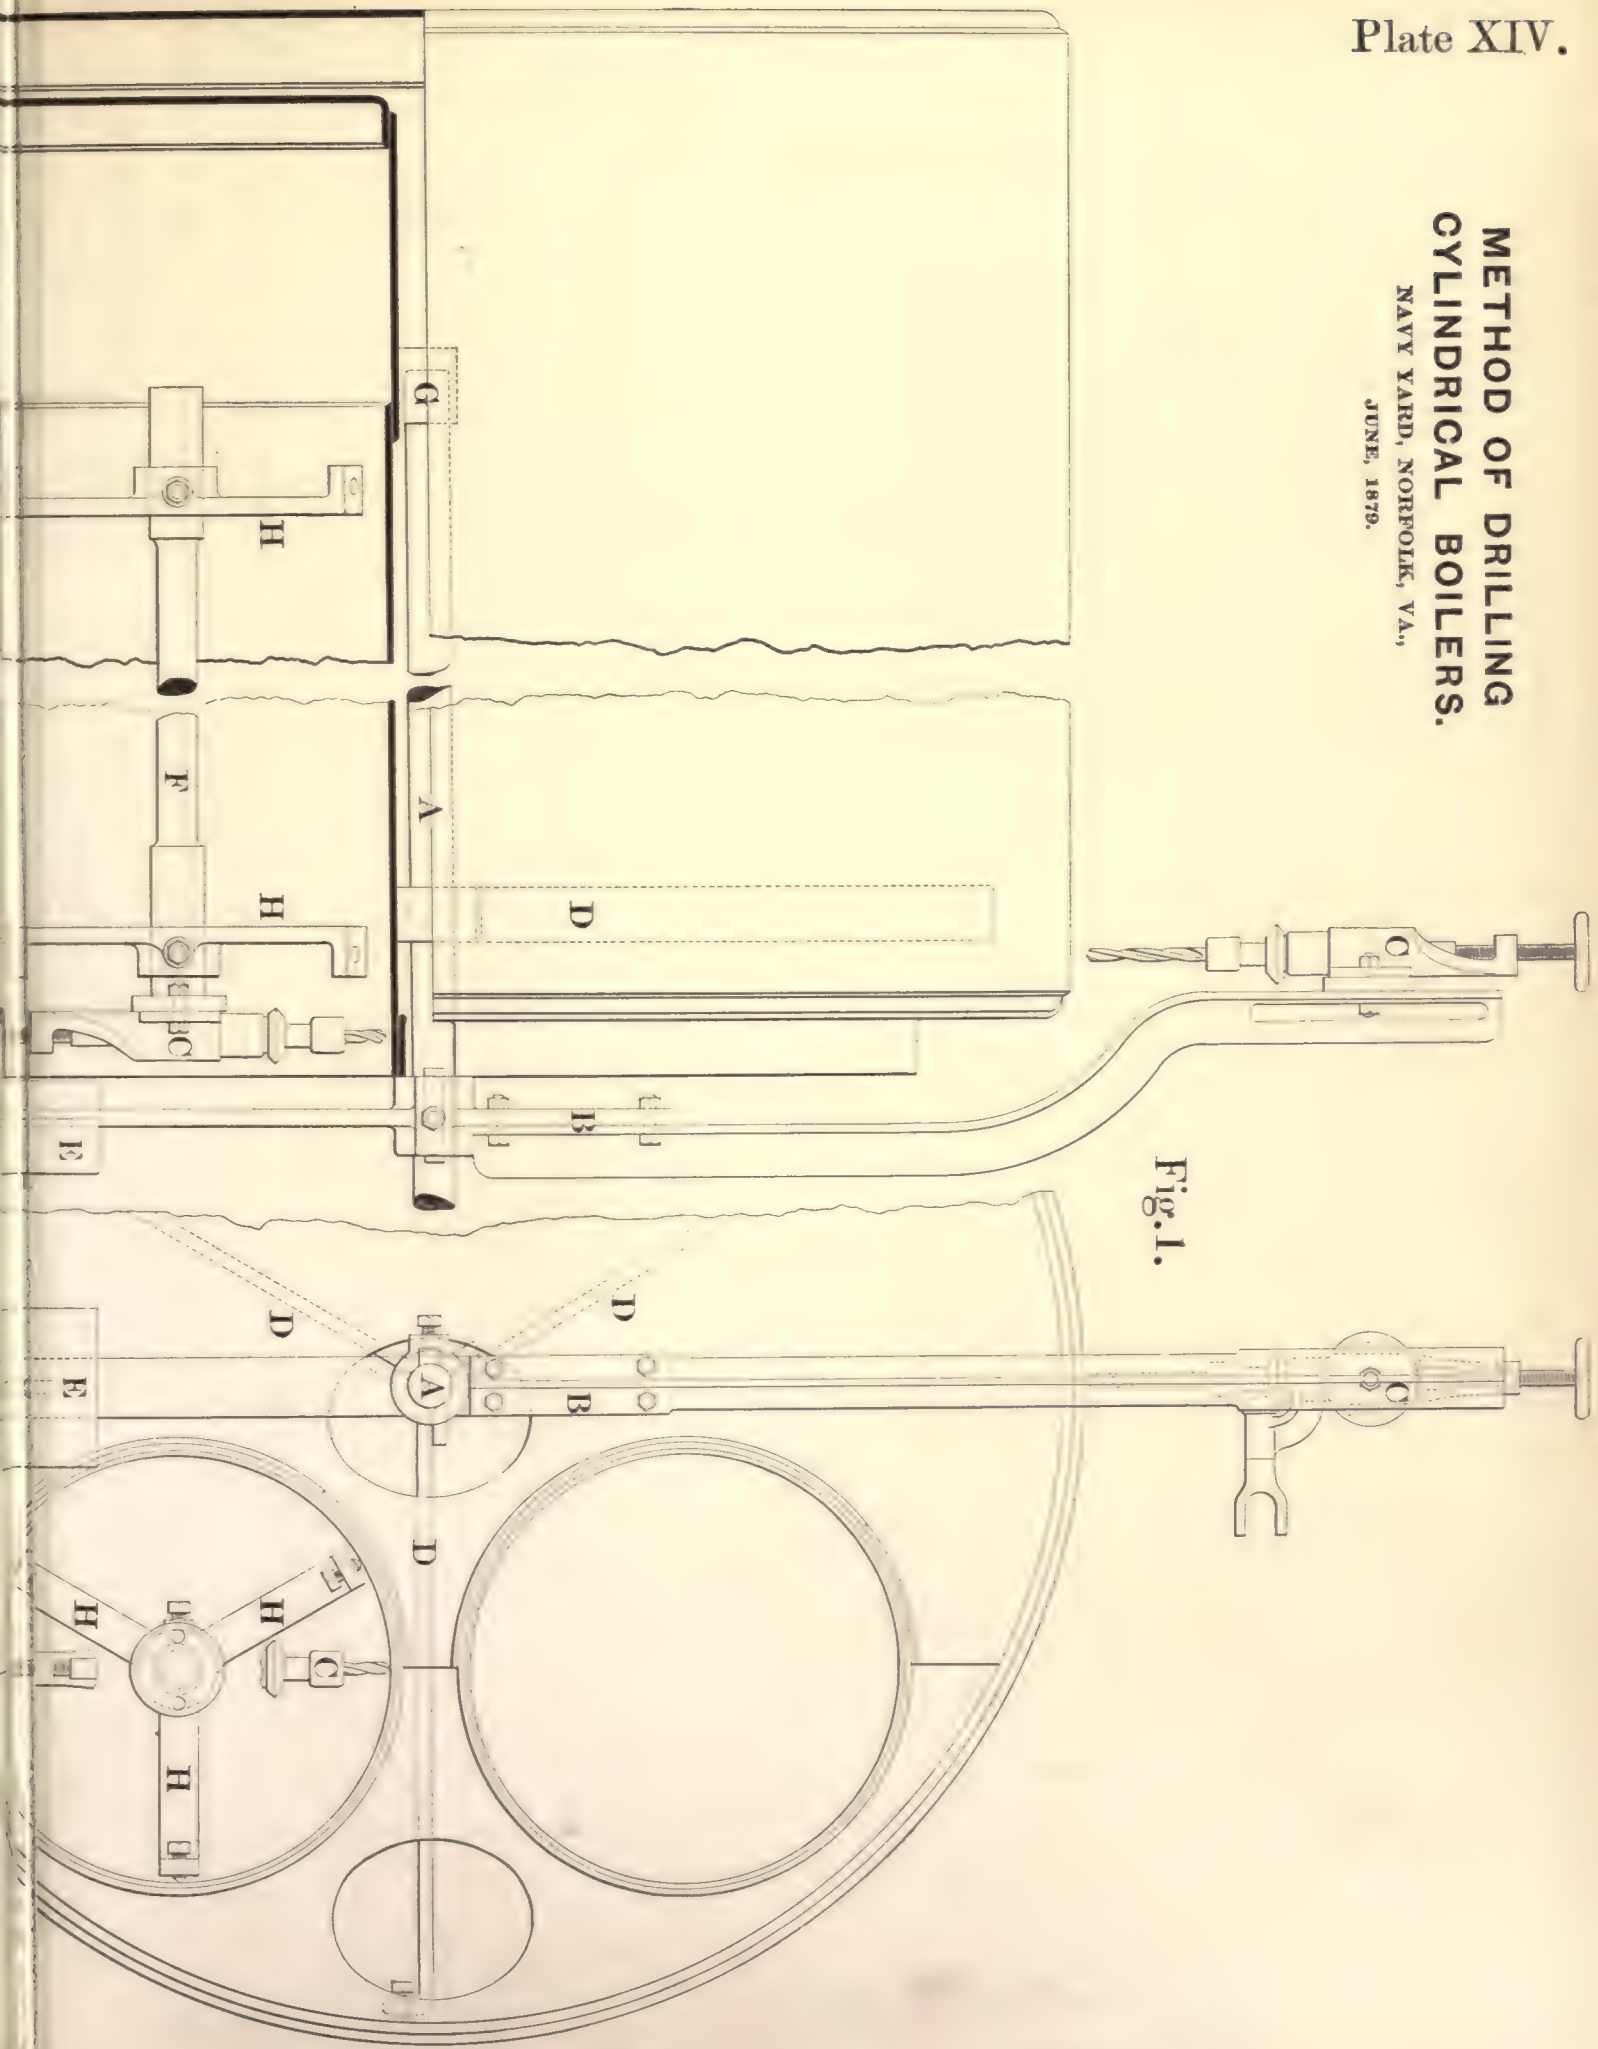 Plate XIV.
METHOD OF DRILLING
CYLINDRICAL BOILERS.
NAVY YARD, NORFOLK, VA.,
JUNE, 1879.
Fig. 1.
G
H
F
A
H
D
C
C
B
E
D
D
E
A
B
C
D
H
H
C
H